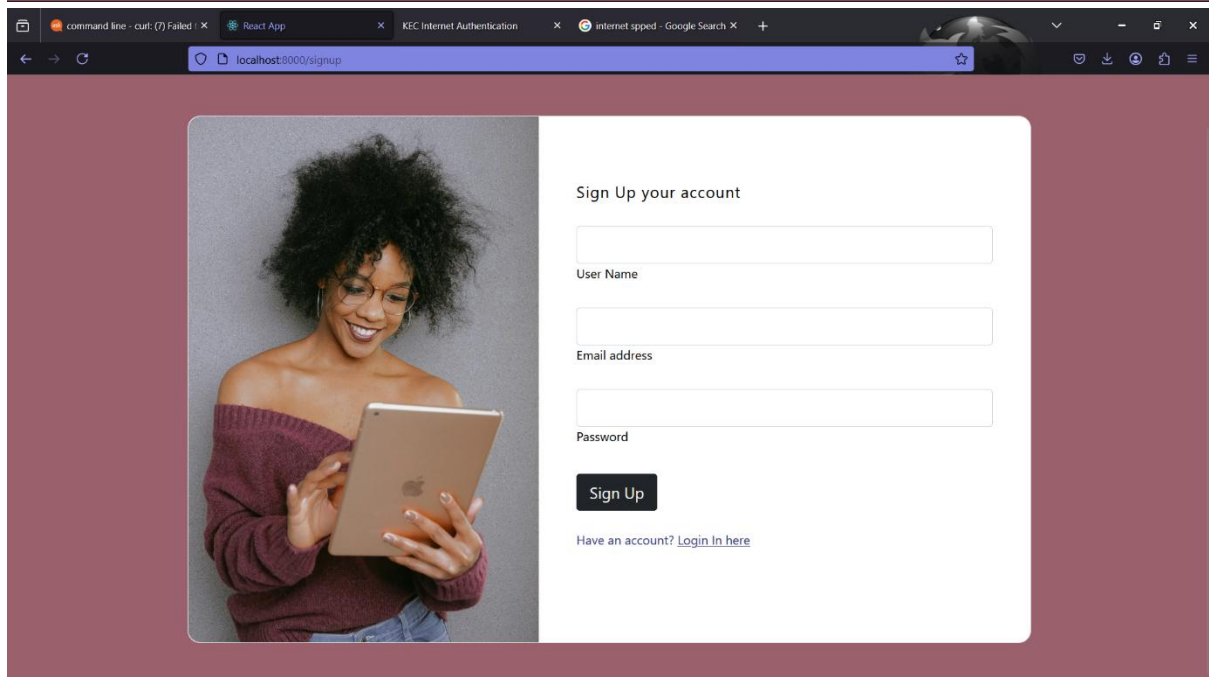 command line - curl: (7) Failed
React App
KEC Internet Authentication
internet spped - Google Search
localhost:8000/signup
Sign Up your account
User Name
Email address
Password
Sign Up
Have an account? Login In here